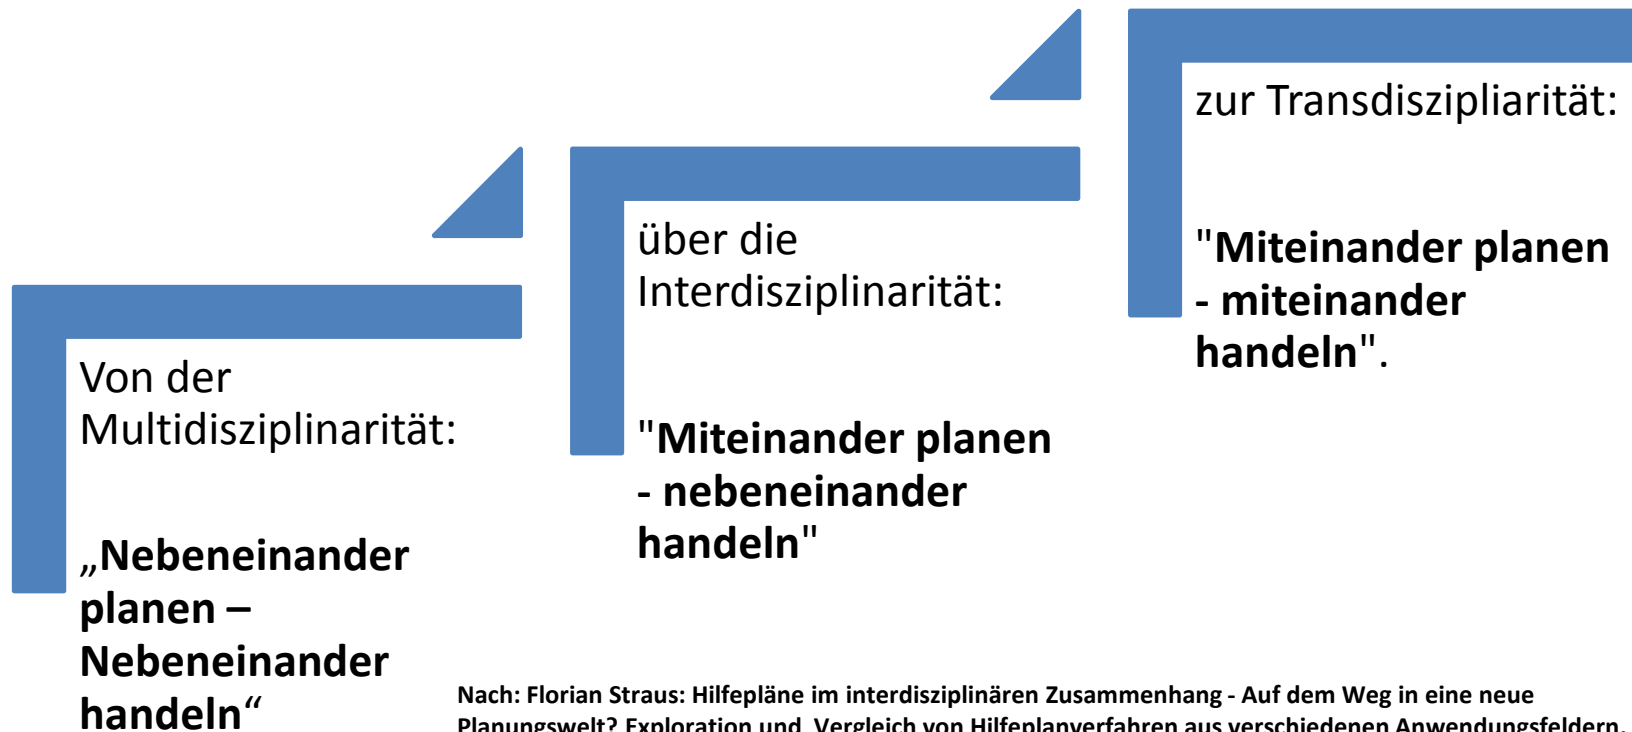 Von der
Multidisziplinarität:
„Nebeneinander
planen –
Nebeneinander
handeln“
über die
Interdisziplinarität:
"Miteinander planen
- nebeneinander
handeln"
zur Transdiszipliarität:
"Miteinander planen
- miteinander
handeln".
Nach: Florian Straus: Hilfepläne im interdisziplinären Zusammenhang - Auf dem Weg in eine neue
Planungswelt? Exploration und Vergleich von Hilfeplanverfahren aus verschiedenen Anwendungsfeldern.